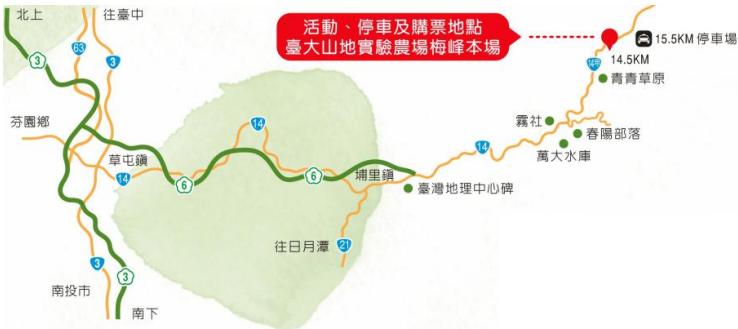 北上
往臺中
活動、停車及購票地點
臺大山地實驗農場梅峰本場
15.5KM 停車場
14.5KM
63
3
3
14甲
青青草原
芬園鄉
草屯鎮
14
14
6
6
埔里鎮
14
霧社
春陽部落
萬大水庫
臺灣地理中心碑
往日月潭
21
3
3
南投市
南下